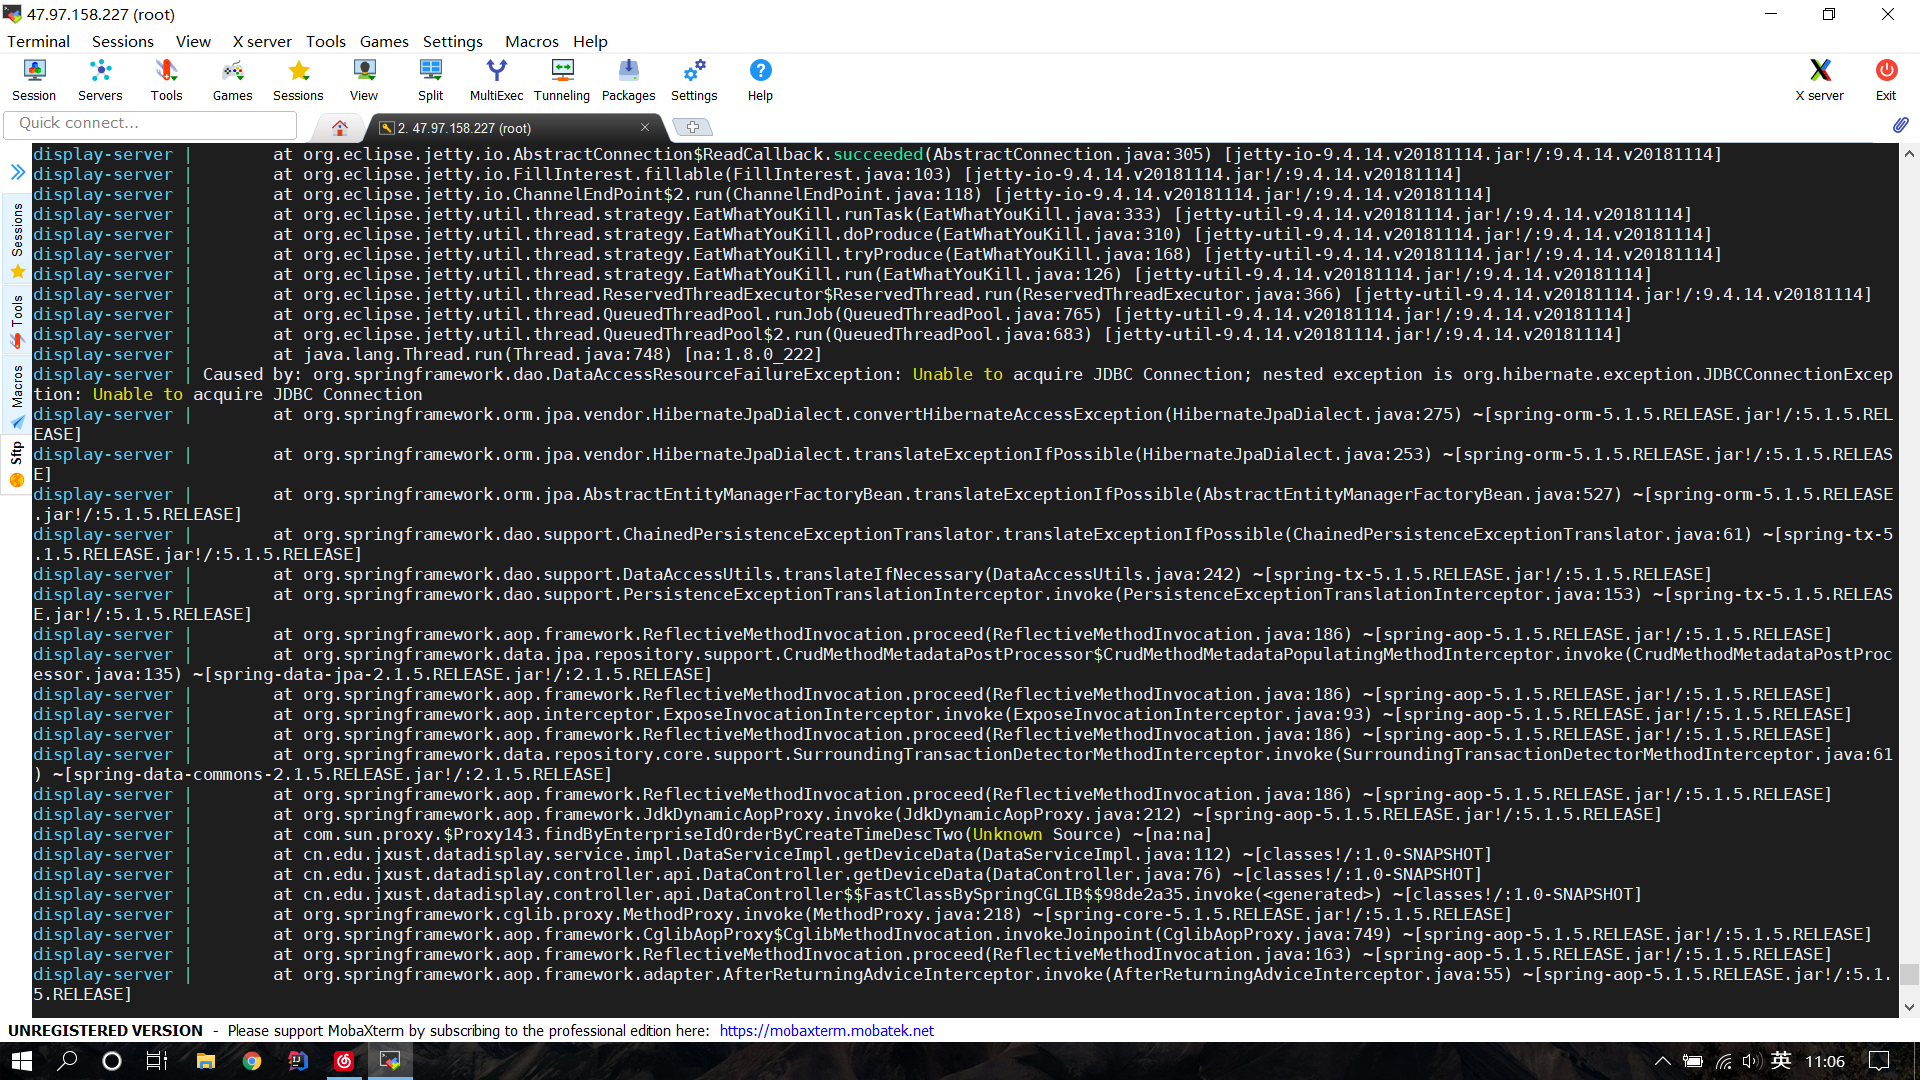 47.97.158.227 (root)
Terminal Sessions View X server Tools Games Settings Macros Help
Session Servers Tools Games Sessions View Split MultiExec Tunneling Packages Settings Help X server Exit
Quick connect...
2. 47.97.158.227 (root)
Sessions
Tools
Macros
Sftp
display-server |        at org.eclipse.jetty.io.AbstractConnection$ReadCallback.succeeded(AbstractConnection.java:305) [jetty-io-9.4.14.v20181114.jar!/:9.4.14.v20181114]
display-server |        at org.eclipse.jetty.io.FillInterest.fillable(FillInterest.java:103) [jetty-io-9.4.14.v20181114.jar!/:9.4.14.v20181114]
display-server |        at org.eclipse.jetty.io.ChannelEndPoint$2.run(ChannelEndPoint.java:118) [jetty-io-9.4.14.v20181114.jar!/:9.4.14.v20181114]
display-server |        at org.eclipse.jetty.util.thread.strategy.EatWhatYouKill.runTask(EatWhatYouKill.java:333) [jetty-util-9.4.14.v20181114.jar!/:9.4.14.v20181114]
display-server |        at org.eclipse.jetty.util.thread.strategy.EatWhatYouKill.doProduce(EatWhatYouKill.java:310) [jetty-util-9.4.14.v20181114.jar!/:9.4.14.v20181114]
display-server |        at org.eclipse.jetty.util.thread.strategy.EatWhatYouKill.tryProduce(EatWhatYouKill.java:168) [jetty-util-9.4.14.v20181114.jar!/:9.4.14.v20181114]
display-server |        at org.eclipse.jetty.util.thread.strategy.EatWhatYouKill.run(EatWhatYouKill.java:126) [jetty-util-9.4.14.v20181114.jar!/:9.4.14.v20181114]
display-server |        at org.eclipse.jetty.util.thread.ReservedThreadExecutor$ReservedThread.run(ReservedThreadExecutor.java:366) [jetty-util-9.4.14.v20181114.jar!/:9.4.14.v20181114]
display-server |        at org.eclipse.jetty.util.thread.QueuedThreadPool.runJob(QueuedThreadPool.java:765) [jetty-util-9.4.14.v20181114.jar!/:9.4.14.v20181114]
display-server |        at org.eclipse.jetty.util.thread.QueuedThreadPool$2.run(QueuedThreadPool.java:683) [jetty-util-9.4.14.v20181114.jar!/:9.4.14.v20181114]
display-server |        at java.lang.Thread.run(Thread.java:748) [na:1.8.0_222]
display-server | Caused by: org.springframework.dao.DataAccessResourceFailureException: Unable to acquire JDBC Connection; nested exception is org.hibernate.exception.JDBCConnectionExcep
tion: Unable to acquire JDBC Connection
display-server |        at org.springframework.orm.jpa.vendor.HibernateJpaDialect.convertHibernateAccessException(HibernateJpaDialect.java:275) ~[spring-orm-5.1.5.RELEASE.jar!/:5.1.5.REL
EASE]
display-server |        at org.springframework.orm.jpa.vendor.HibernateJpaDialect.translateExceptionIfPossible(HibernateJpaDialect.java:253) ~[spring-orm-5.1.5.RELEASE.jar!/:5.1.5.RELEAS
E]
display-server |        at org.springframework.orm.jpa.AbstractEntityManagerFactoryBean.translateExceptionIfPossible(AbstractEntityManagerFactoryBean.java:527) ~[spring-orm-5.1.5.RELEASE
.jar!/:5.1.5.RELEASE]
display-server |        at org.springframework.dao.support.ChainedPersistenceExceptionTranslator.translateExceptionIfPossible(ChainedPersistenceExceptionTranslator.java:61) ~[spring-tx-5
.1.5.RELEASE.jar!/:5.1.5.RELEASE]
display-server |        at org.springframework.dao.support.DataAccessUtils.translateIfNecessary(DataAccessUtils.java:242) ~[spring-tx-5.1.5.RELEASE.jar!/:5.1.5.RELEASE]
display-server |        at org.springframework.dao.support.PersistenceExceptionTranslationInterceptor.invoke(PersistenceExceptionTranslationInterceptor.java:153) ~[spring-tx-5.1.5.RELEAS
E.jar!/:5.1.5.RELEASE]
display-server |        at org.springframework.aop.framework.ReflectiveMethodInvocation.proceed(ReflectiveMethodInvocation.java:186) ~[spring-aop-5.1.5.RELEASE.jar!/:5.1.5.RELEASE]
display-server |        at org.springframework.data.jpa.repository.support.CrudMethodMetadataPostProcessor$CrudMethodMetadataPopulatingMethodInterceptor.invoke(CrudMethodMetadataPostProc
essor.java:135) ~[spring-data-jpa-2.1.5.RELEASE.jar!/:2.1.5.RELEASE]
display-server |        at org.springframework.aop.framework.ReflectiveMethodInvocation.proceed(ReflectiveMethodInvocation.java:186) ~[spring-aop-5.1.5.RELEASE.jar!/:5.1.5.RELEASE]
display-server |        at org.springframework.aop.interceptor.ExposeInvocationInterceptor.invoke(ExposeInvocationInterceptor.java:93) ~[spring-aop-5.1.5.RELEASE.jar!/:5.1.5.RELEASE]
display-server |        at org.springframework.aop.framework.ReflectiveMethodInvocation.proceed(ReflectiveMethodInvocation.java:186) ~[spring-aop-5.1.5.RELEASE.jar!/:5.1.5.RELEASE]
display-server |        at org.springframework.data.repository.core.support.SurroundingTransactionDetectorMethodInterceptor.invoke(SurroundingTransactionDetectorMethodInterceptor.java:61
) ~[spring-data-commons-2.1.5.RELEASE.jar!/:2.1.5.RELEASE]
display-server |        at org.springframework.aop.framework.ReflectiveMethodInvocation.proceed(ReflectiveMethodInvocation.java:186) ~[spring-aop-5.1.5.RELEASE.jar!/:5.1.5.RELEASE]
display-server |        at org.springframework.aop.framework.JdkDynamicAopProxy.invoke(JdkDynamicAopProxy.java:212) ~[spring-aop-5.1.5.RELEASE.jar!/:5.1.5.RELEASE]
display-server |        at com.sun.proxy.$Proxy143.findByEnterpriseIdOrderByCreateTimeDescTwo(Unknown Source) ~[na:na]
display-server |        at cn.edu.jxust.datadisplay.service.impl.DataServiceImpl.getDeviceData(DataServiceImpl.java:112) ~[classes!/:1.0-SNAPSHOT]
display-server |        at cn.edu.jxust.datadisplay.controller.api.DataController.getDeviceData(DataController.java:76) ~[classes!/:1.0-SNAPSHOT]
display-server |        at cn.edu.jxust.datadisplay.controller.api.DataController$$FastClassBySpringCGLIB$$98de2a35.invoke(<generated>) ~[classes!/:1.0-SNAPSHOT]
display-server |        at org.springframework.cglib.proxy.MethodProxy.invoke(MethodProxy.java:218) ~[spring-core-5.1.5.RELEASE.jar!/:5.1.5.RELEASE]
display-server |        at org.springframework.aop.framework.CglibAopProxy$CglibMethodInvocation.invokeJoinpoint(CglibAopProxy.java:749) ~[spring-aop-5.1.5.RELEASE.jar!/:5.1.5.RELEASE]
display-server |        at org.springframework.aop.framework.ReflectiveMethodInvocation.proceed(ReflectiveMethodInvocation.java:163) ~[spring-aop-5.1.5.RELEASE.jar!/:5.1.5.RELEASE]
display-server |        at org.springframework.aop.framework.adapter.AfterReturningAdviceInterceptor.invoke(AfterReturningAdviceInterceptor.java:55) ~[spring-aop-5.1.5.RELEASE.jar!/:5.1.
5.RELEASE]
UNREGISTERED VERSION - Please support MobaXterm by subscribing to the professional edition here: https://mobaxterm.mobatek.net
英 11:06